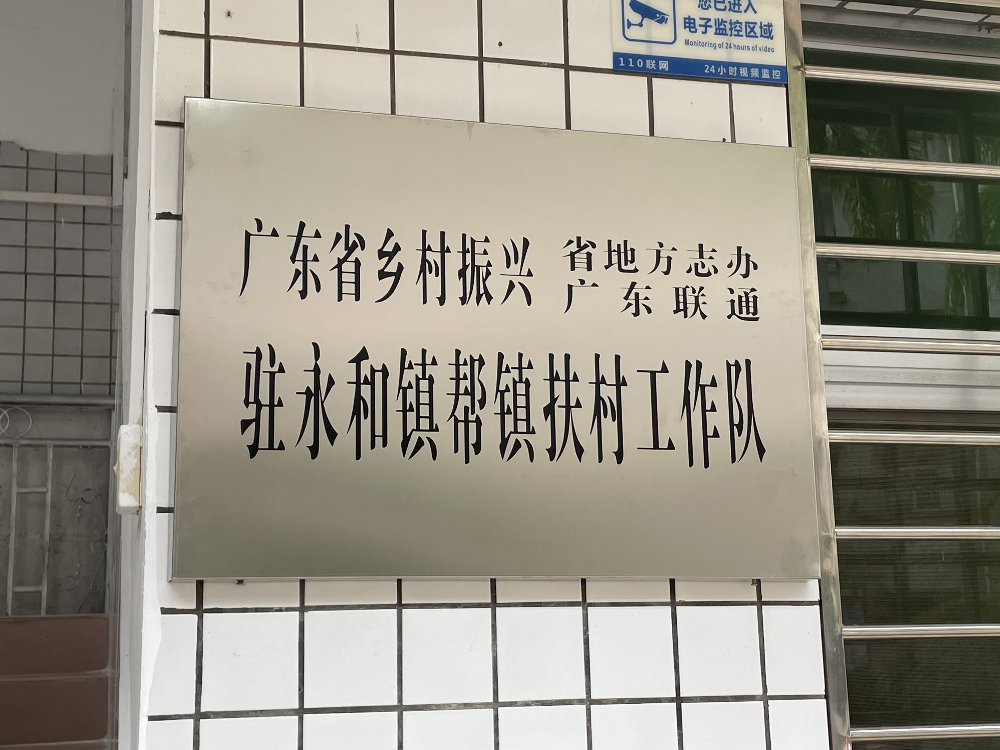 您已进入
电子监控区域
Monitoring of 24 hours of video
110联网 24小时视频监控
广东省乡村振兴 省地方志办
广东联通
驻永和镇帮镇扶村工作队